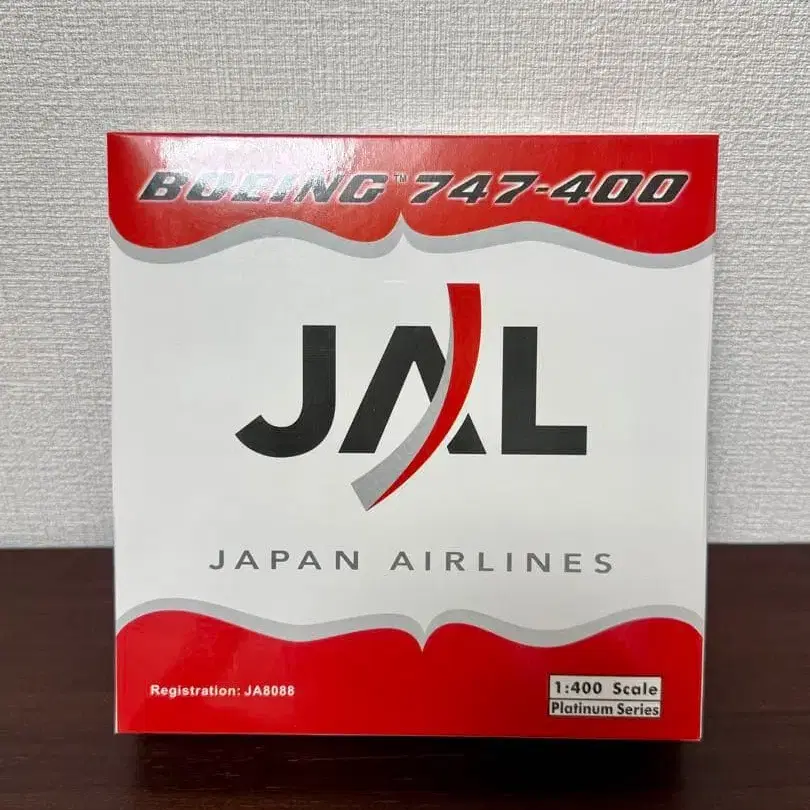 BOEING™ 747-400
JAL
JAPAN AIRLINES
Registration: JA8088
1:400 Scale
Platinum Series